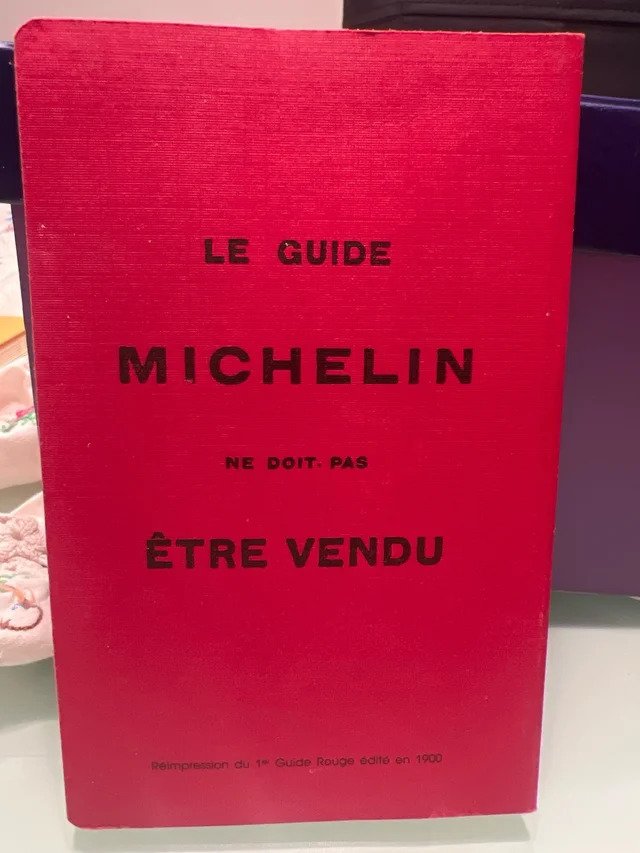 LE GUIDE
MICHELIN
NE DOIT PAS
ÊTRE VENDU
Réimpression du 1er Guide Rouge édité en 1900